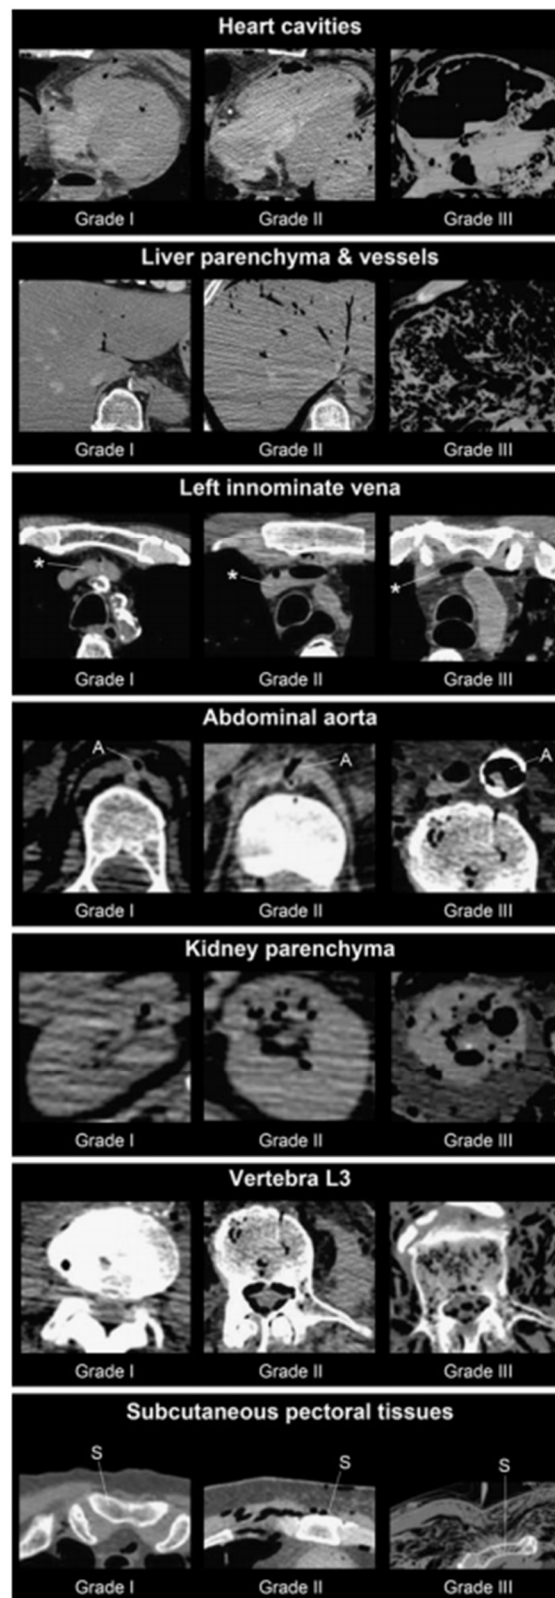 Heart cavities
Grade I Grade II Grade III
Liver parenchyma & vessels
Grade I Grade II Grade III
Left innominate vena
* * *
Grade I Grade II Grade III
Abdominal aorta
A A A
Grade I Grade II Grade III
Kidney parenchyma
Grade I Grade II Grade III
Vertebra L3
Grade I Grade II Grade III
Subcutaneous pectoral tissues
S S S
Grade I Grade II Grade III